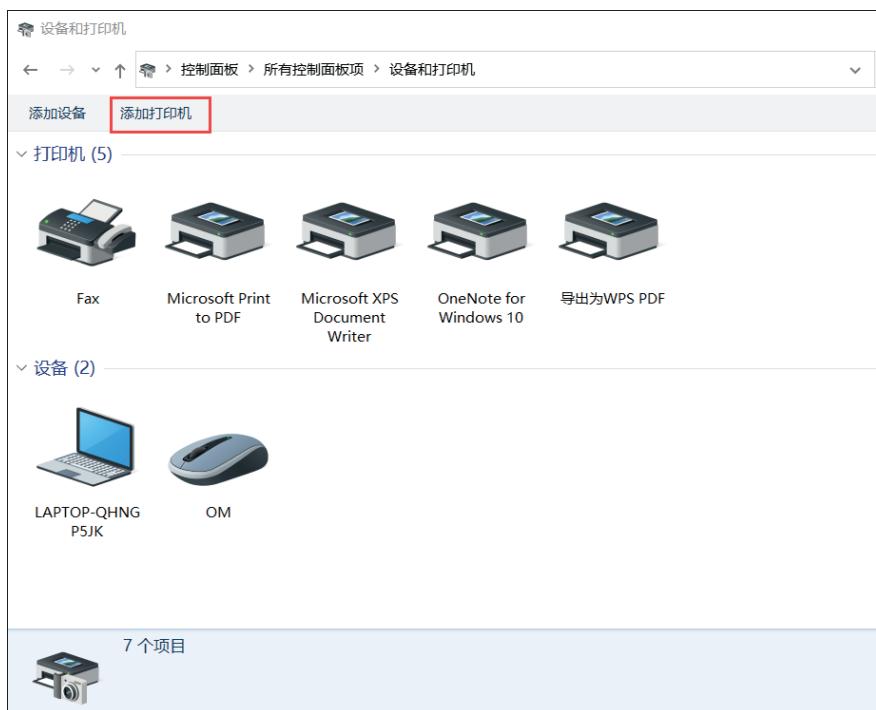 设备和打印机
控制面板 > 所有控制面板项 > 设备和打印机
添加设备 添加打印机
打印机 (5)
Fax
Microsoft Print
to PDF
Microsoft XPS
Document
Writer
OneNote for
Windows 10
导出为WPS PDF
设备 (2)
LAPTOP-QHNG
P5JK
OM
7 个项目